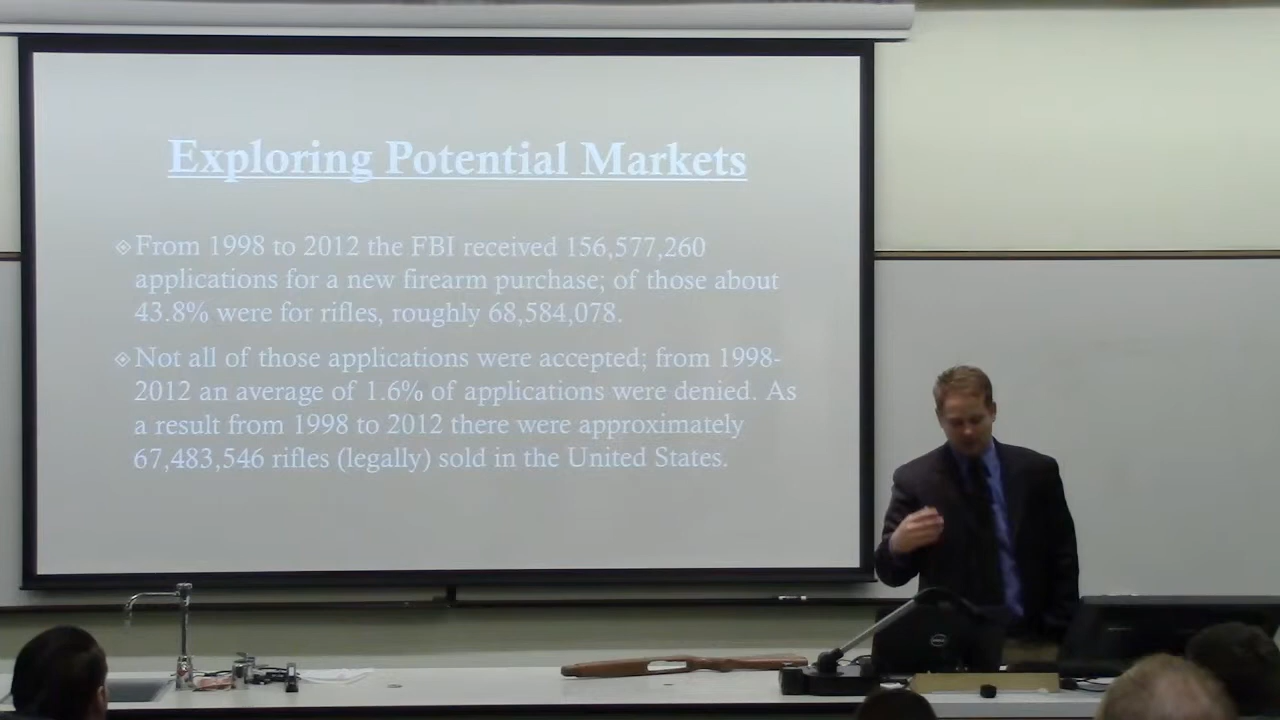 Exploring Potential Markets
From 1998 to 2012 the FBI received 156,577,260
applications for a new firearm purchase; of those about
43.8% were for rifles, roughly 68,584,078.
Not all of those applications were accepted; from 1998-
2012 an average of 1.6% of applications were denied. As
a result from 1998 to 2012 there were approximately
67,483,546 rifles (legally) sold in the United States.
DELL